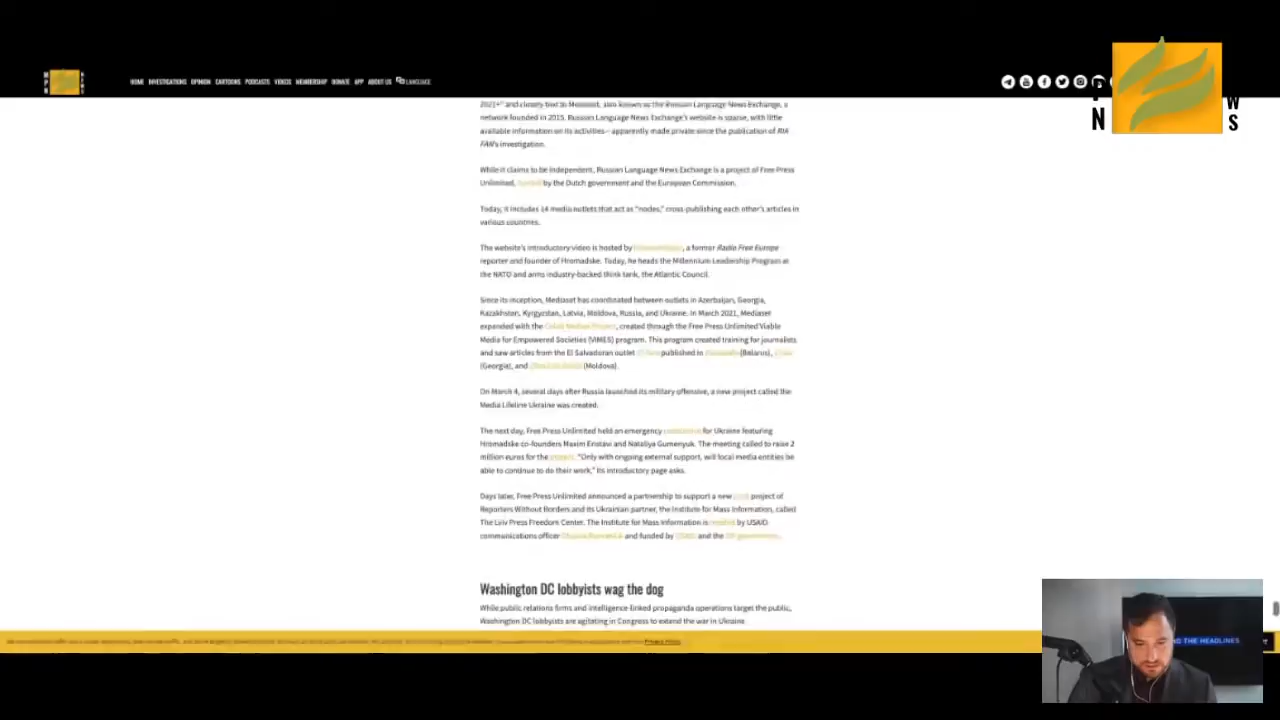 HOME INVESTIGATIONS OPINION CARTOONS PODCASTS VIDEOS MEMBERSHIP DONATE APP ABOUT US LANGUAGE
2021 and closely tied to Mediaset, also known as the Russian Language News Exchange, a
network founded in 2015. Russian Language News Exchange's website is sparse, with little
available information on its activities – apparently made private since the publication of RIA
FAN's investigation.
While it claims to be independent, Russian Language News Exchange is a project of Free Press
Unlimited, by the Dutch government and the European Commission.
Today, it includes 14 media outlets that act as "nodes," cross-publishing each other's articles in
various countries.
The website's introductory video is hosted by a former Radio Free Europe
reporter and founder of Hromadske. Today, he heads the Millennium Leadership Program at
the NATO and arms industry-backed think tank, the Atlantic Council.
Since its inception, Mediaset has coordinated between outlets in Azerbaijan, Georgia,
Kazakhstan, Kyrgyzstan, Latvia, Moldova, Russia, and Ukraine. In March 2021, Mediaset
expanded with the created through the Free Press Unlimited Viable
Media for Empowered Societies (VIMES) program. This program created training for journalists
and saw articles from the El Salvadoran outlet published in (Belarus),
(Georgia), and (Moldova).
On March 4, several days after Russia launched its military offensive, a new project called the
Media Lifeline Ukraine was created.
The next day, Free Press Unlimited held an emergency for Ukraine featuring
Hromadske co-founders Maxim Eristavi and Nataliya Gumenyuk. The meeting called to raise 2
million euros for the "Only with ongoing external support, will local media entities be
able to continue to do their work," its introductory page asks.
Days later, Free Press Unlimited announced a partnership to support a new project of
Reporters Without Borders and its Ukrainian partner, the Institute for Mass Information, called
The Lviv Press Freedom Center. The Institute for Mass Information is by USAID
communications officer and funded by and the
Washington DC lobbyists wag the dog
While public relations firms and intelligence-linked propaganda operations target the public,
Washington DC lobbyists are agitating in Congress to extend the war in Ukraine
Privacy Policy
THE HEADLINES